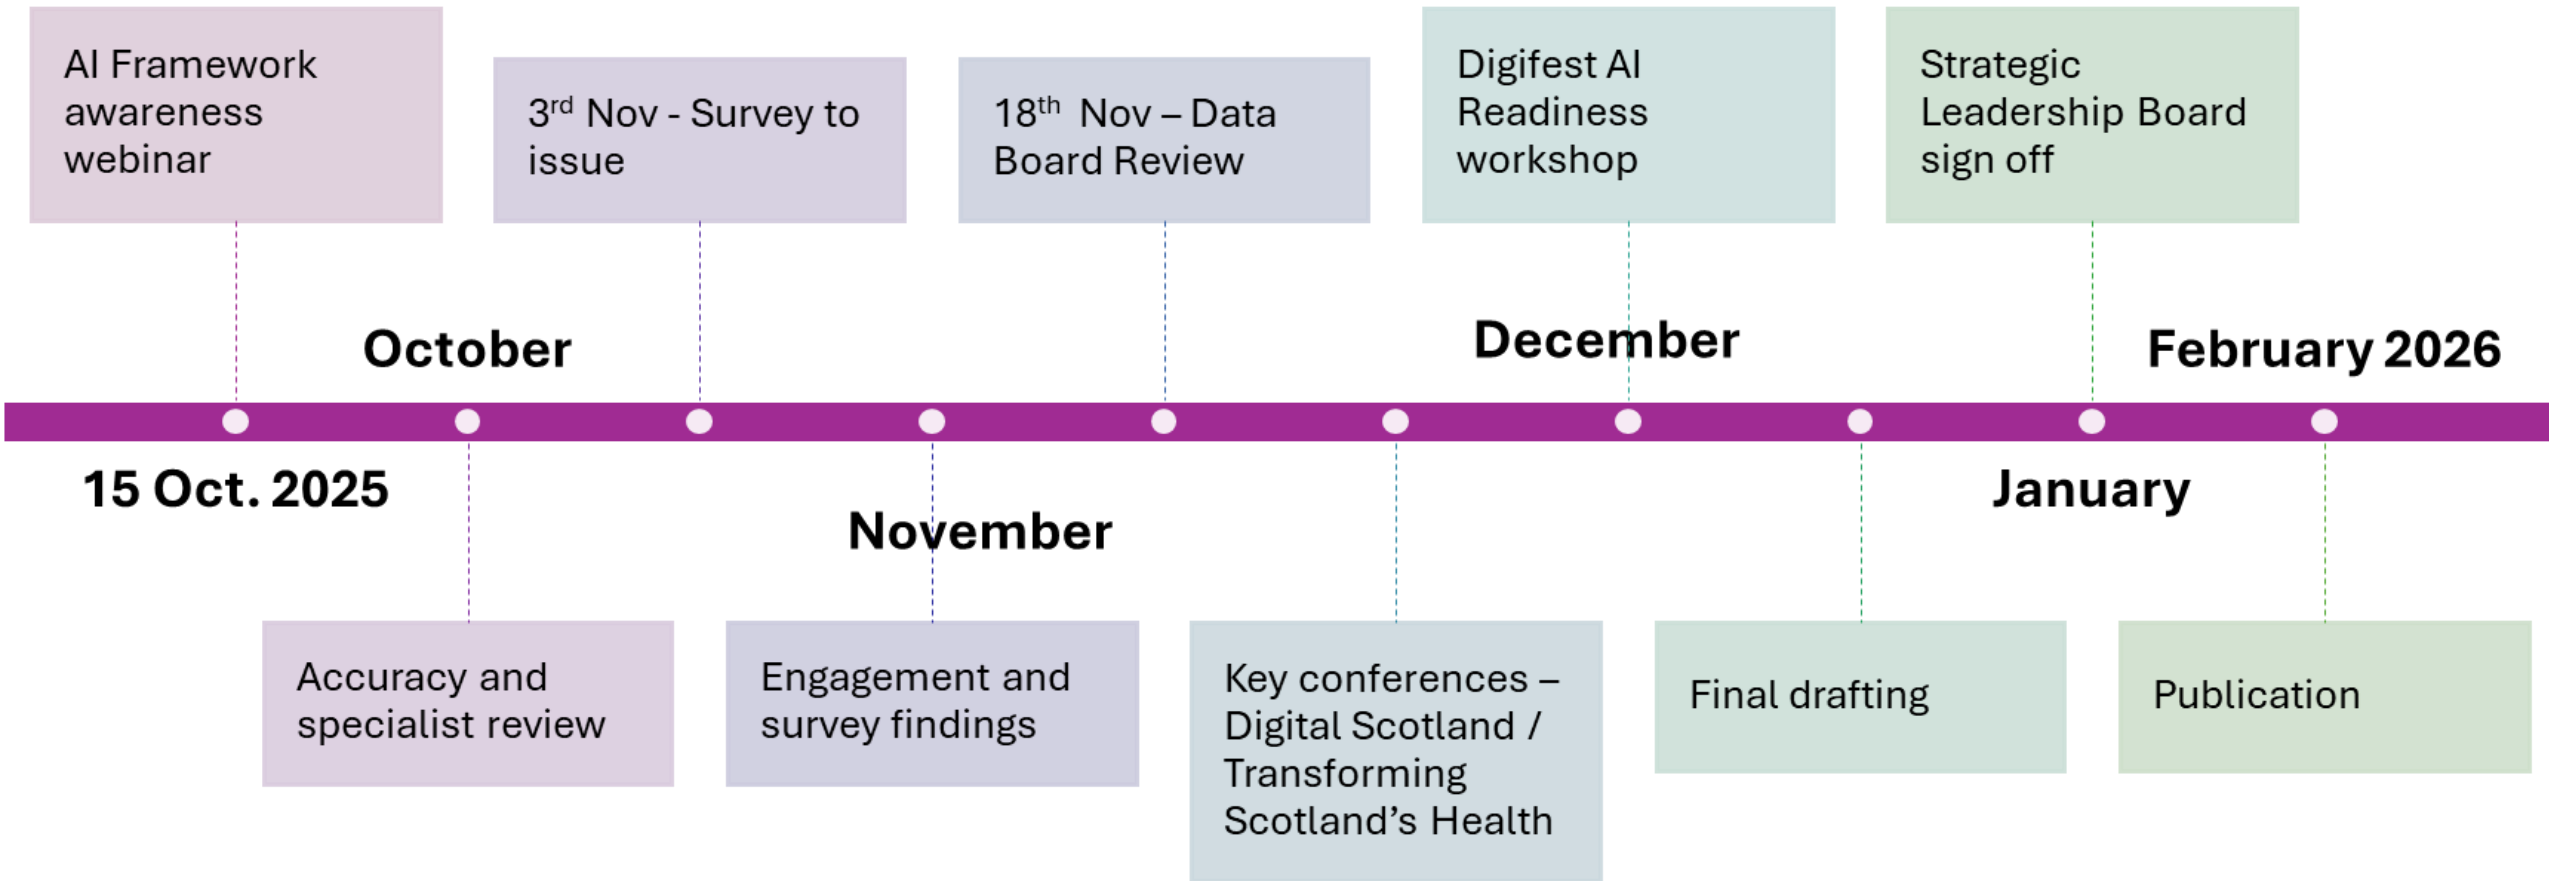 AI Framework
awareness
webinar
3rd Nov - Survey to
issue
18th Nov – Data
Board Review
Digifest AI
Readiness
workshop
Strategic
Leadership Board
sign off
October
December
February 2026
15 Oct. 2025
November
January
Accuracy and
specialist review
Engagement and
survey findings
Key conferences –
Digital Scotland /
Transforming
Scotland’s Health
Final drafting
Publication